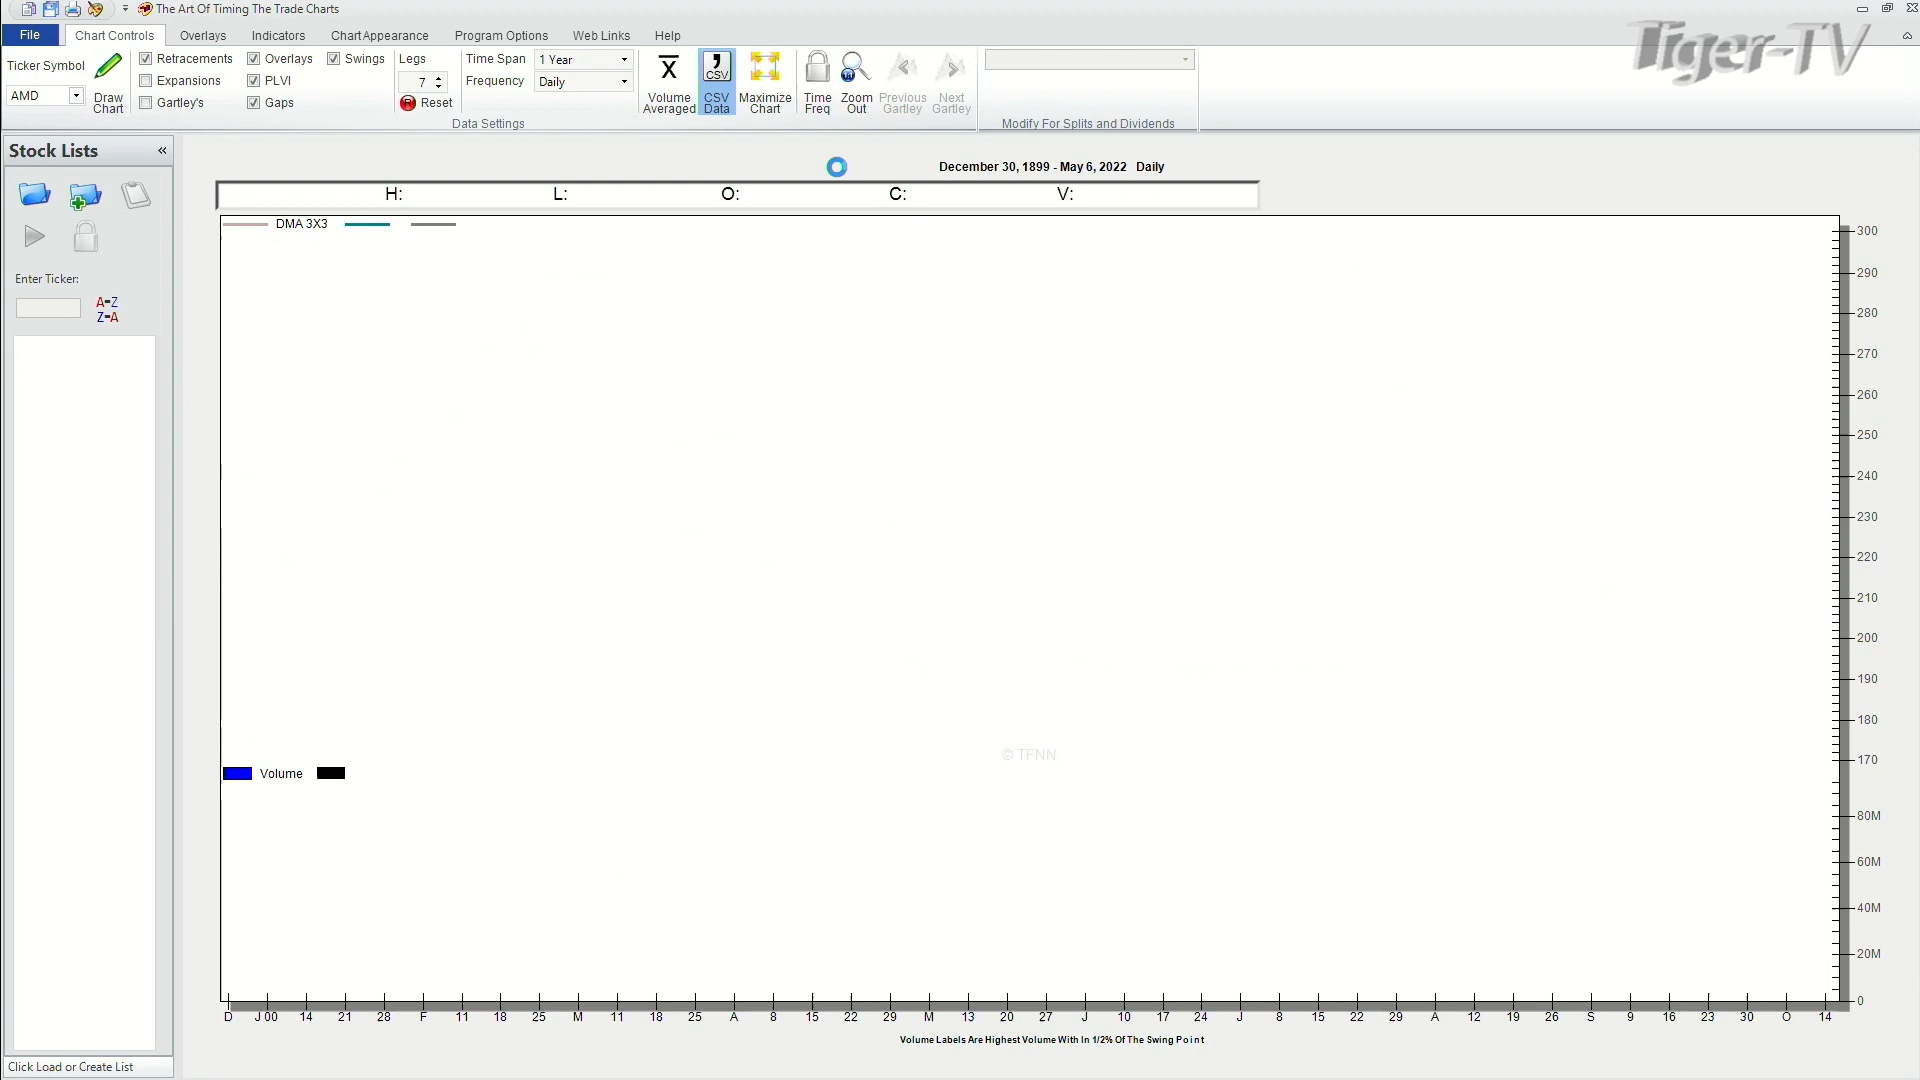 The Art Of Timing The Trade Charts
Tiger-TV
File Chart Controls Overlays Indicators Chart Appearance Program Options Web Links Help
Ticker Symbol
AMD
Draw Chart
Retracements Overlays Swings
Expansions PLVI
Gartley's Gaps
Legs
7
Reset
Time Span 1 Year
Frequency Daily
Volume Averaged
CSV
CSV Data
Maximize Chart
Time Freq
Zoom Out
Previous Gartley
Next Gartley
Data Settings
Modify For Splits and Dividends
Stock Lists «
Enter Ticker:
A=Z
Z=A
Click Load or Create List
December 30, 1899 - May 6, 2022 Daily
H: L: O: C: V:
DMA 3X3
300
290
280
270
260
250
240
230
220
210
200
190
180
© TFNN
170
Volume
80M
60M
40M
20M
0
D J 00 14 21 28 F 11 18 25 M 11 18 25 A 8 15 22 29 M 13 20 27 J 10 17 24 J 8 15 22 29 A 12 19 26 S 9 16 23 30 O 14
Volume Labels Are Highest Volume With In 1/2% Of The Swing Point